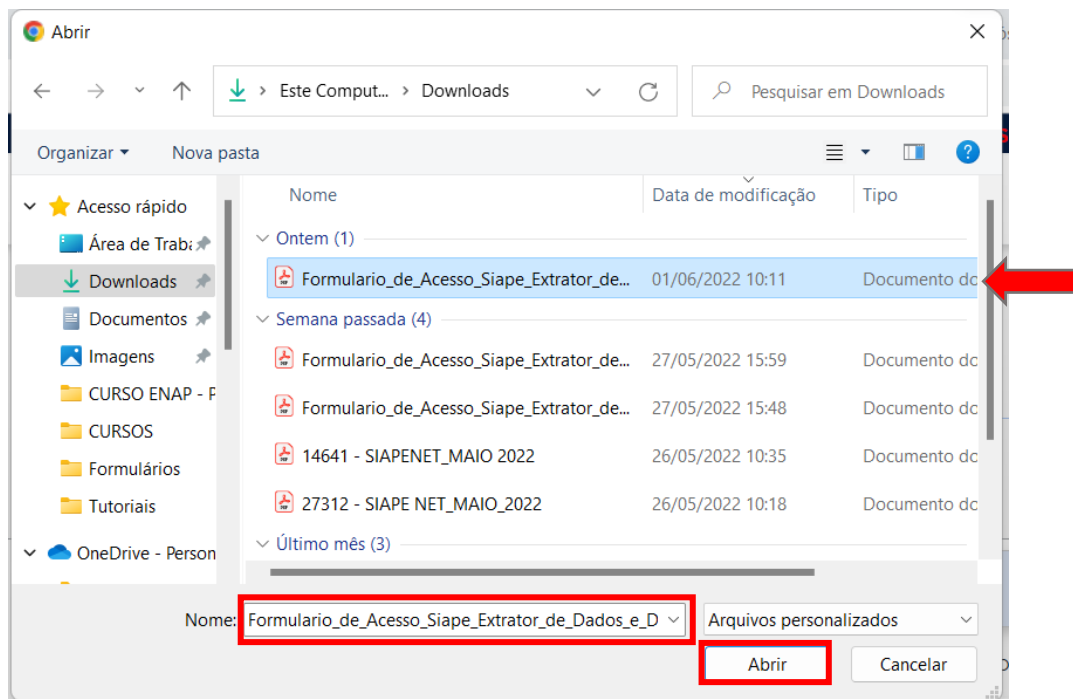 Abrir
Este Comput... > Downloads
Pesquisar em Downloads
Organizar
Nova pasta
Nome
Data de modificação
Tipo
Acesso rápido
Área de Traba
Downloads
Documentos
Imagens
CURSO ENAP - P
CURSOS
Formulários
Tutoriais
OneDrive - Person
Ontem (1)
Formulario_de_Acesso_Siape_Extrator_de... 01/06/2022 10:11 Documento do
Semana passada (4)
Formulario_de_Acesso_Siape_Extrator_de... 27/05/2022 15:59 Documento do
Formulario_de_Acesso_Siape_Extrator_de... 27/05/2022 15:48 Documento do
14641 - SIAPENET_MAIO 2022 26/05/2022 10:35 Documento do
27312 - SIAPE NET_MAIO_2022 26/05/2022 10:18 Documento do
Último mês (3)
Nome: Formulario_de_Acesso_Siape_Extrator_de_Dados_e_D
Arquivos personalizados
Abrir
Cancelar